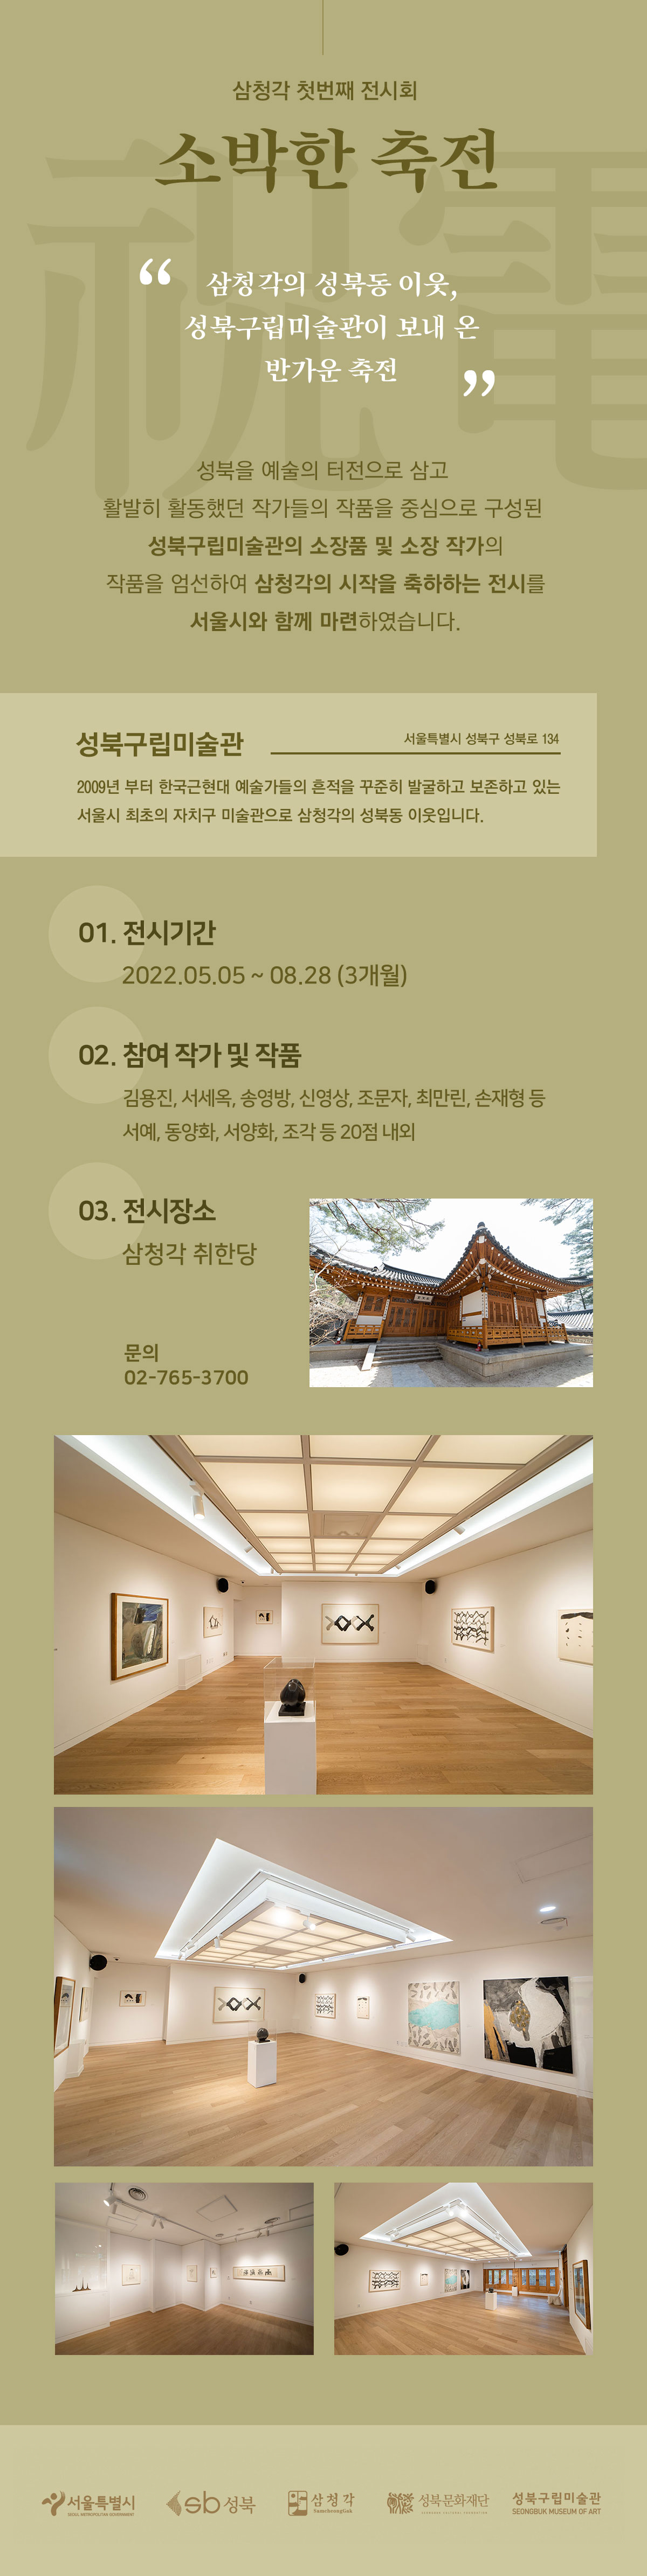 삼청각 첫번째 전시회
소박한 축전
祝電
“ 삼청각의 성북동 이웃,
성북구립미술관이 보내 온
반가운 축전 ”
성북을 예술의 터전으로 삼고
활발히 활동했던 작가들의 작품을 중심으로 구성된
성북구립미술관의 소장품 및 소장 작가의
작품을 엄선하여 삼청각의 시작을 축하하는 전시를
서울시와 함께 마련하였습니다.
성북구립미술관
서울특별시 성북구 성북로 134
2009년 부터 한국근현대 예술가들의 흔적을 꾸준히 발굴하고 보존하고 있는
서울시 최초의 자치구 미술관으로 삼청각의 성북동 이웃입니다.
01. 전시기간
2022.05.05 ~ 08.28 (3개월)
02. 참여 작가 및 작품
김용진, 서세옥, 송영방, 신영상, 조문자, 최만린, 손재형 등
서예, 동양화, 서양화, 조각 등 20점 내외
03. 전시장소
삼청각 취한당
문의
02-765-3700
서울특별시
SEOUL METROPOLITAN GOVERNMENT
sb 성북
삼청각
Samcheonggak
성북문화재단
SEONGBUK CULTURAL FOUNDATION
성북구립미술관
SEONGBUK MUSEUM OF ART